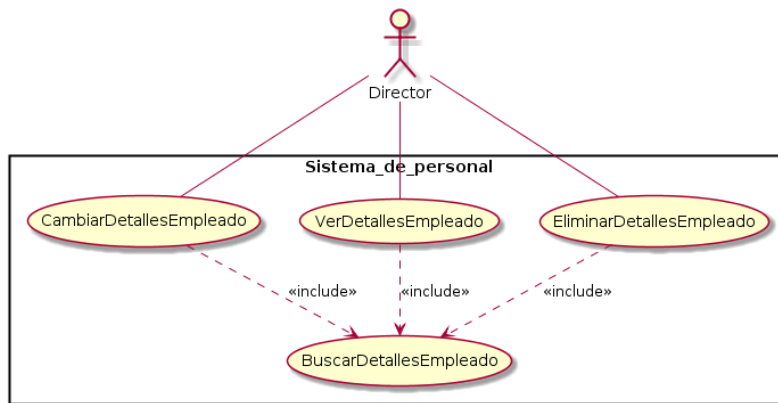 Director
Sistema_de_personal
CambiarDetallesEmpleado
VerDetallesEmpleado
EliminarDetallesEmpleado
«include»
«include»
«include»
BuscarDetallesEmpleado